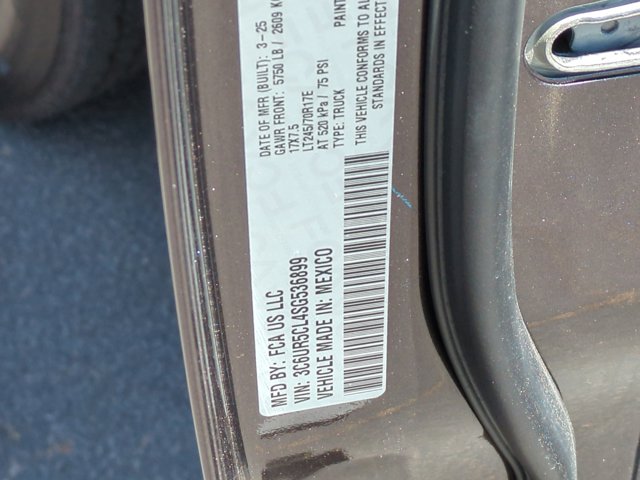 MFD BY: FCA US LLC
DATE OF MFR (BUILT): 3-25
GAWR FRONT: 5750 LB / 2609 KG
17X7.5
LT245/70R17E
AT 520 kPa / 75 PSI
TYPE: TRUCK
THIS VEHICLE CONFORMS TO
STANDARDS IN EFFECT
PAINT
VIN: 3C6UR5CL4SG536899
VEHICLE MADE IN: MEXICO